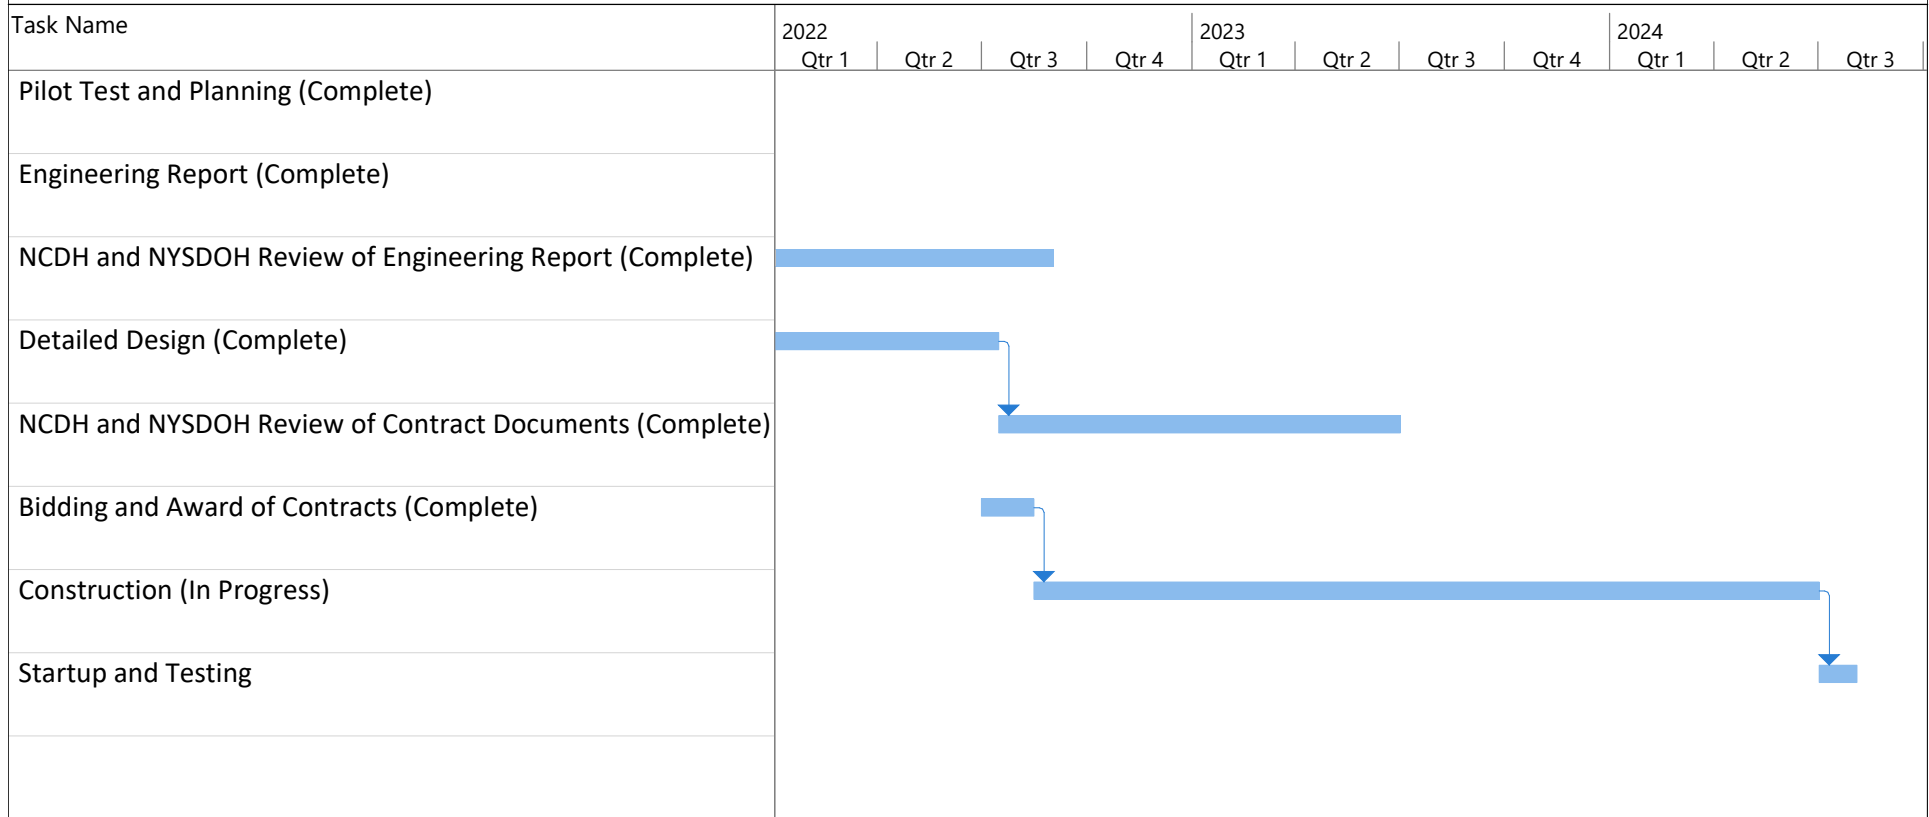 Task Name
2022
2023
2024
Qtr 1
Qtr 2
Qtr 3
Qtr 4
Qtr 1
Qtr 2
Qtr 3
Qtr 4
Qtr 1
Qtr 2
Qtr 3
Pilot Test and Planning (Complete)
Engineering Report (Complete)
NCDH and NYSDOH Review of Engineering Report (Complete)
Detailed Design (Complete)
NCDH and NYSDOH Review of Contract Documents (Complete)
Bidding and Award of Contracts (Complete)
Construction (In Progress)
Startup and Testing